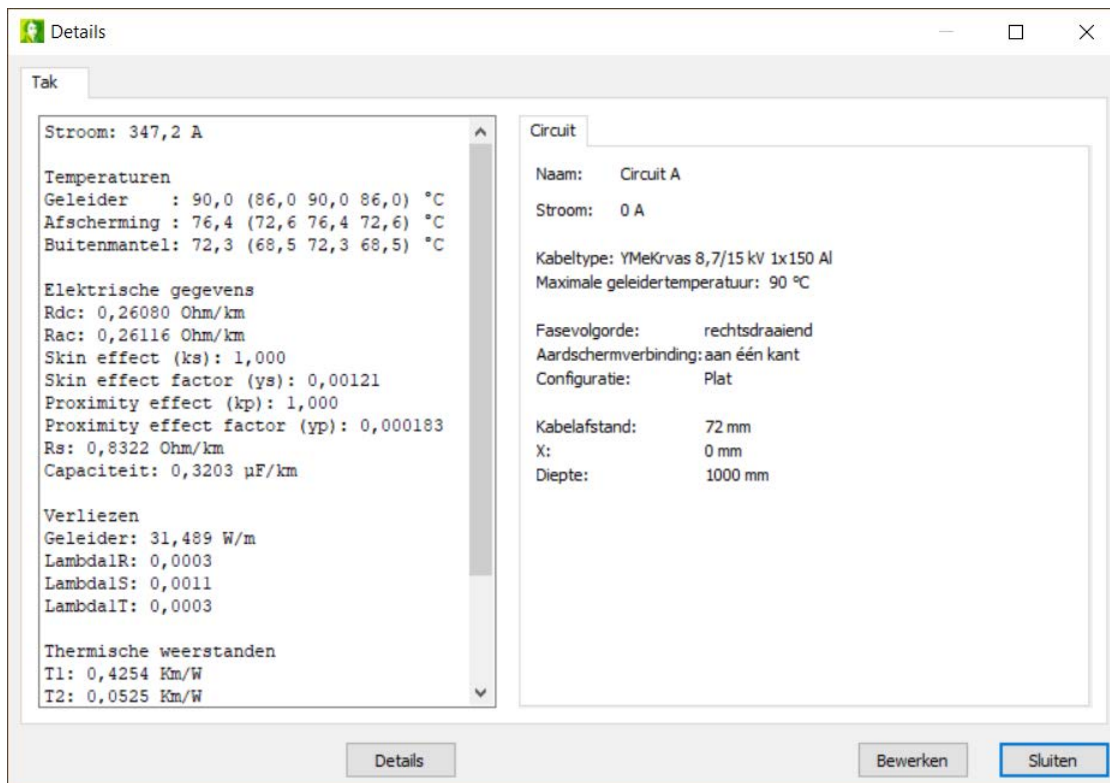 Details
Tak
Stroom: 347,2 A
Temperaturen
Geleider    : 90,0 (86,0 90,0 86,0) °C
Afscherming : 76,4 (72,6 76,4 72,6) °C
Buitenmantel: 72,3 (68,5 72,3 68,5) °C
Elektrische gegevens
Rdc: 0,26080 Ohm/km
Rac: 0,26116 Ohm/km
Skin effect (ks): 1,000
Skin effect factor (ys): 0,00121
Proximity effect (kp): 1,000
Proximity effect factor (yp): 0,000183
Rs: 0,8322 Ohm/km
Capaciteit: 0,3203 µF/km
Verliezen
Geleider: 31,489 W/m
Lambda1R: 0,0003
Lambda1S: 0,0011
Lambda1T: 0,0003
Thermische weerstanden
T1: 0,4254 Km/W
T2: 0,0525 Km/W
Circuit
Naam: Circuit A
Stroom: 0 A
Kabeltype: YMeKrvas 8,7/15 kV 1x150 Al
Maximale geleidertemperatuur: 90 °C
Fasevolgorde: rechtsdraaiend
Aardschermverbinding: aan één kant
Configuratie: Plat
Kabelafstand: 72 mm
X: 0 mm
Diepte: 1000 mm
Details
Bewerken
Sluiten